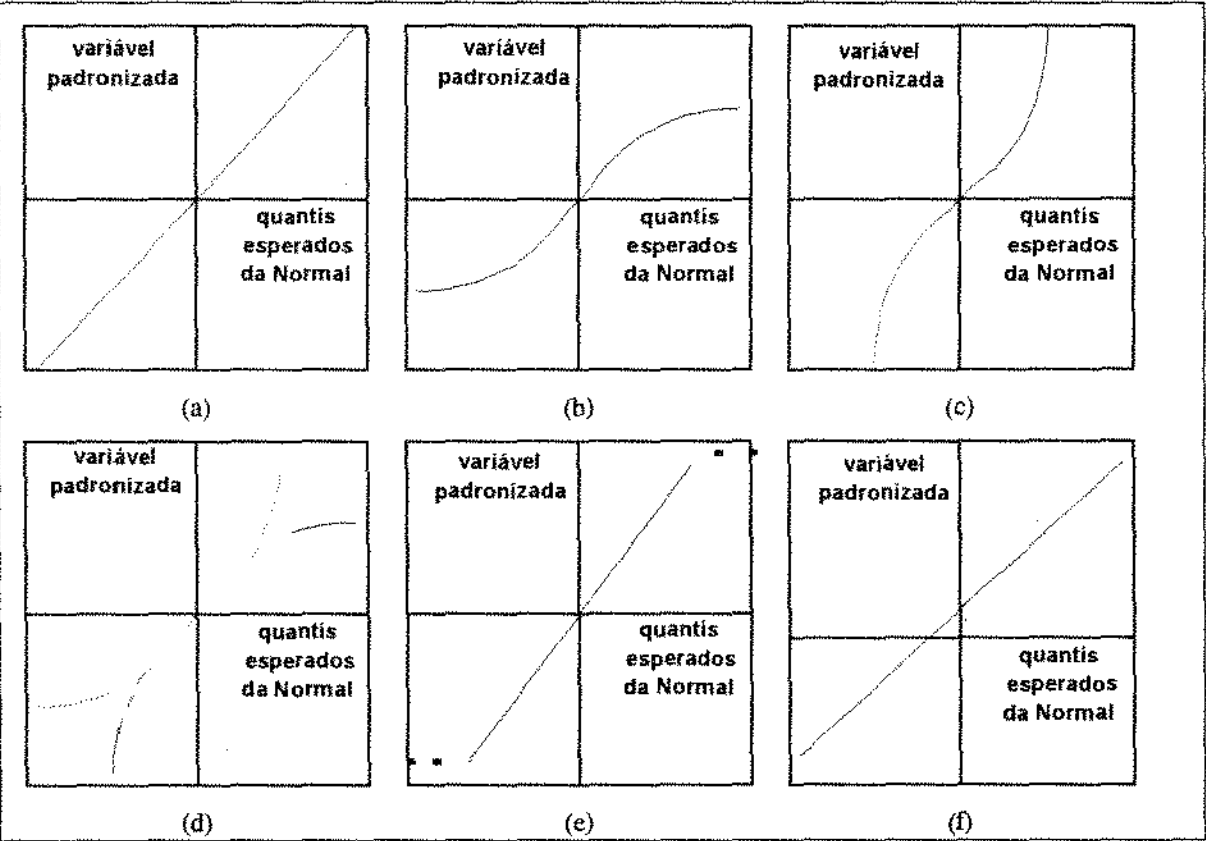 variável
padronizada
quantis
esperados
da Normal
(a)
variável
padronizada
quantis
esperados
da Normal
(b)
variável
padronizada
quantis
esperados
da Normal
(c)
variável
padronizada
quantis
esperados
da Normal
(d)
variável
padronizada
quantis
esperados
da Normal
(e)
variável
padronizada
quantis
esperados
da Normal
(f)